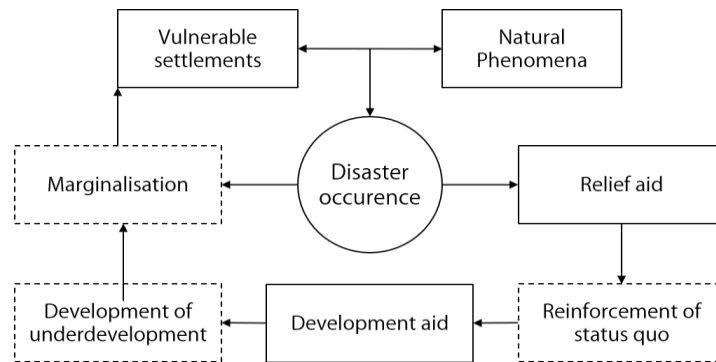 Vulnerable
settlements
Natural
Phenomena
Marginalisation
Disaster
occurence
Relief aid
Development of
underdevelopment
Development aid
Reinforcement of
status quo